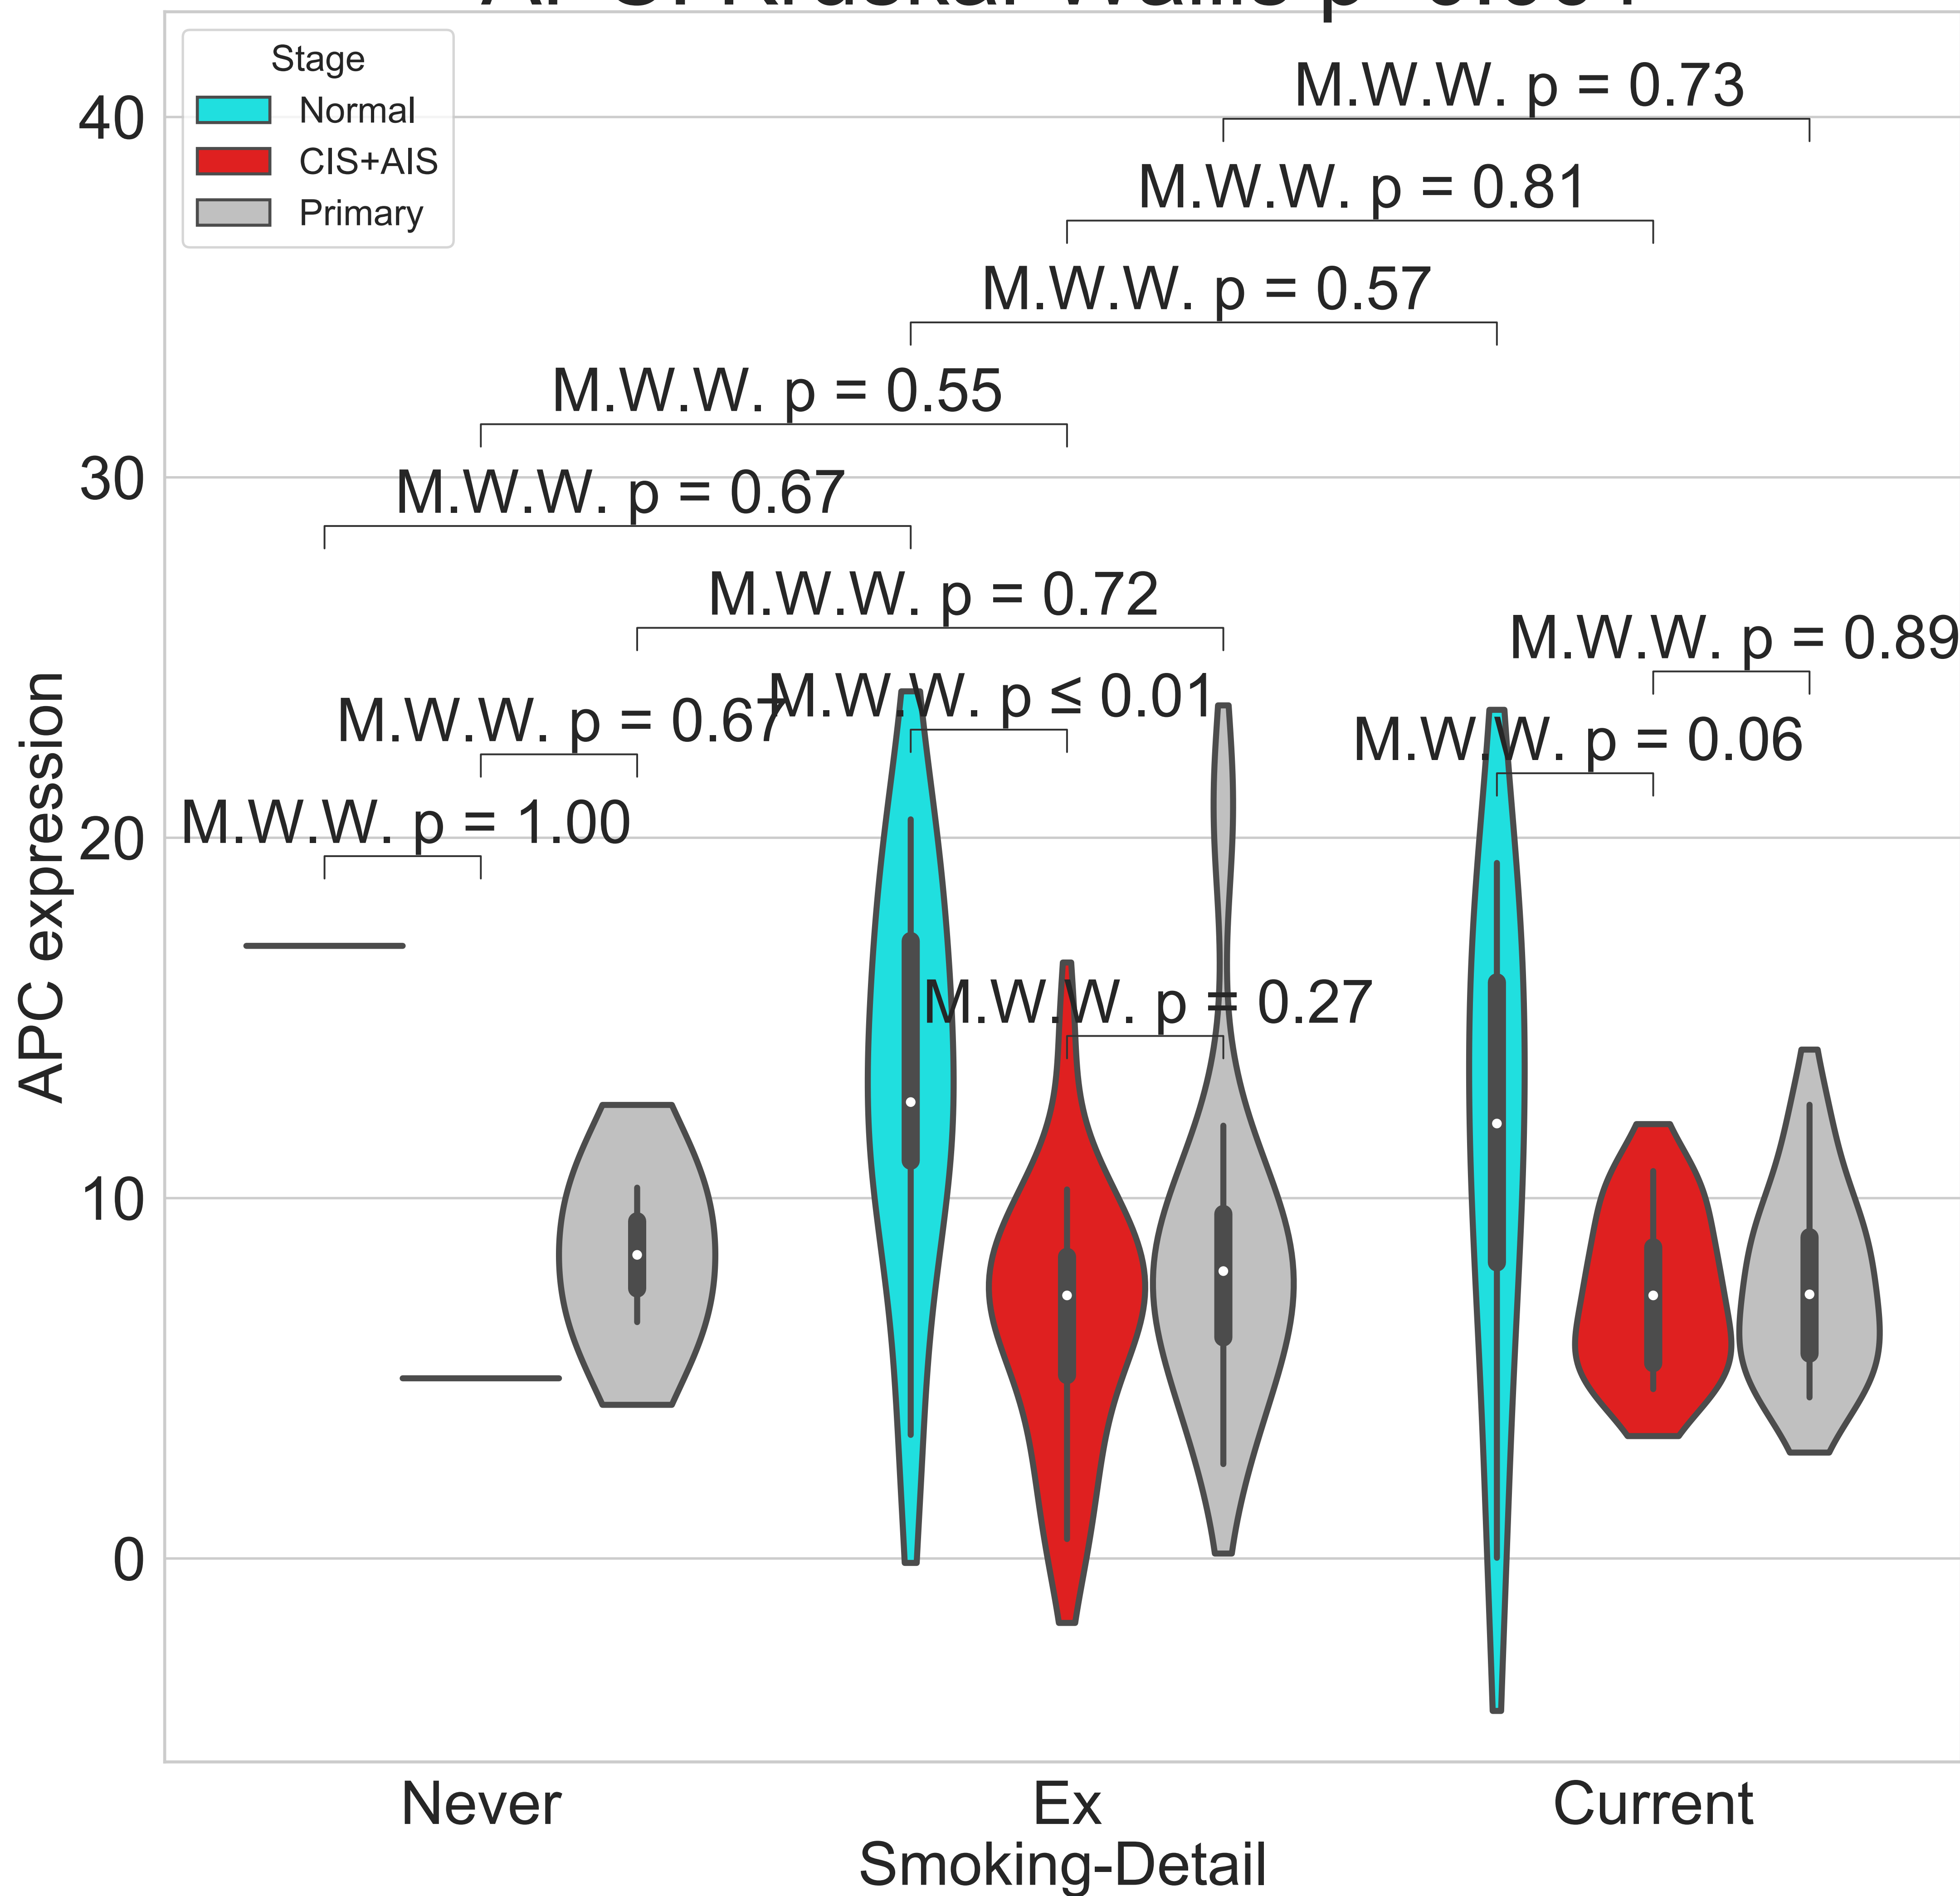 Stage
Normal
CIS+AIS
Primary
M.W.W. p = 0.73
M.W.W. p = 0.81
M.W.W. p = 0.57
M.W.W. p = 0.55
M.W.W. p = 0.67
M.W.W. p = 0.72
M.W.W. p = 0.89
M.W.W. p ≤ 0.01
M.W.W. p = 0.67
M.W.W. p = 0.06
M.W.W. p = 1.00
M.W.W. p = 0.27
40
30
20
10
0
APC expression
Never
Ex
Current
Smoking-Detail